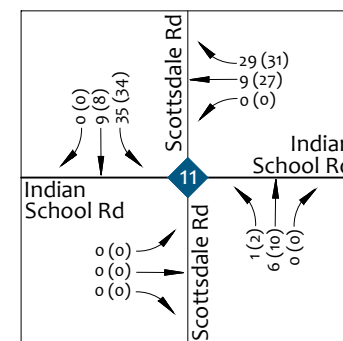 Scottsdale Rd
29 (31)
9 (27)
0 (0)
0 (0)
9 (8)
35 (34)
Indian
School Rd
11
Indian
School Rd
0 (0)
0 (0)
0 (0)
Scottsdale Rd
1 (2)
6 (10)
0 (0)